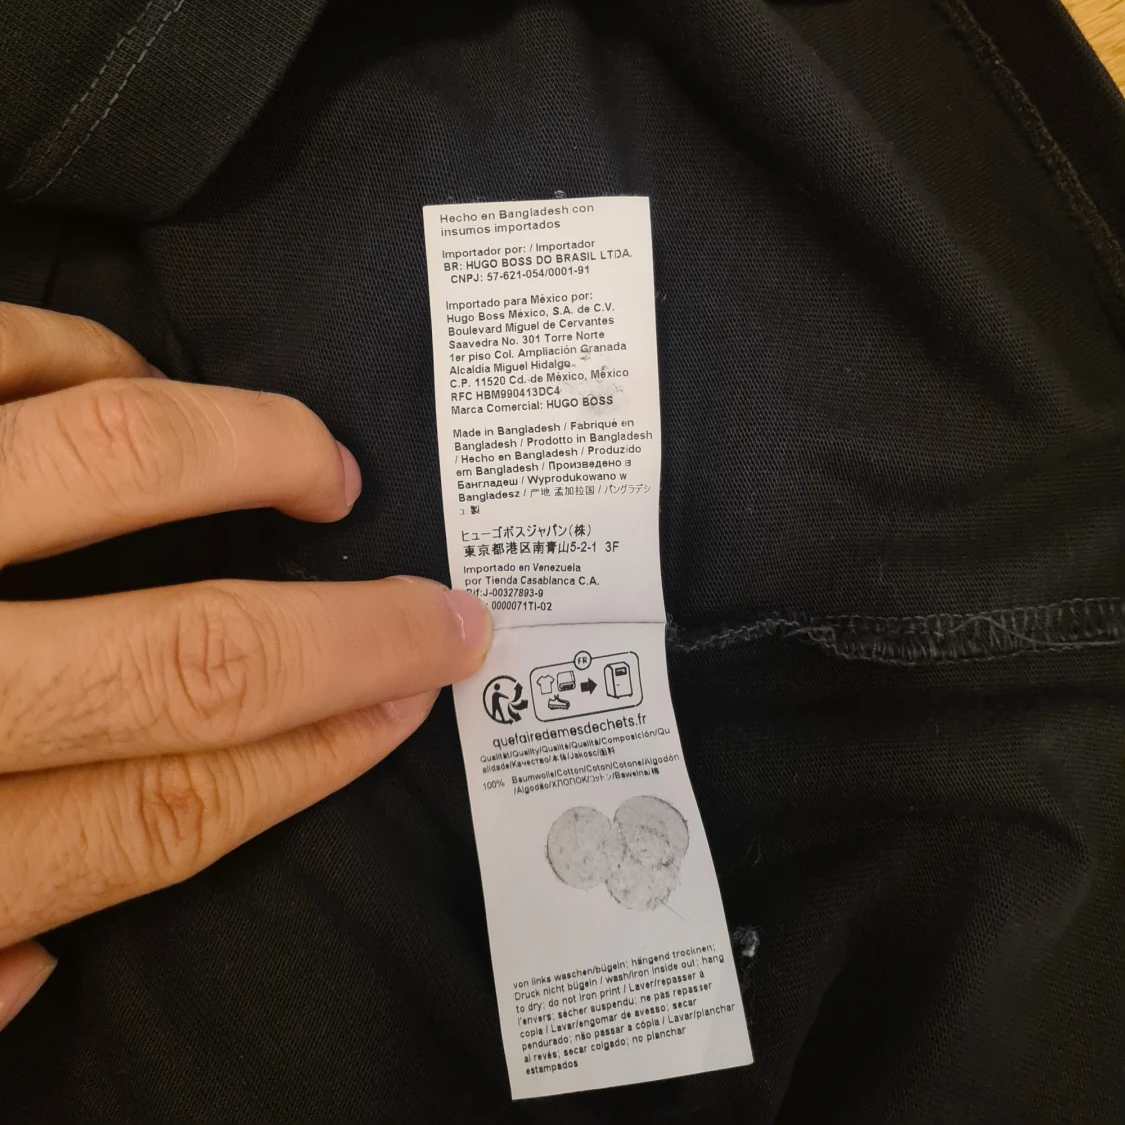 Hecho en Bangladesh con
insumos importados
Importador por: / Importador
BR: HUGO BOSS DO BRASIL LTDA.
CNPJ: 57-621-054/0001-91
Importado para México por:
Hugo Boss México, S.A. de C.V.
Boulevard Miguel de Cervantes
Saavedra No. 301 Torre Norte
1er piso Col. Ampliación Granada
Alcaldía Miguel Hidalgo
C.P. 11520 Cd. de México, México
RFC HBM990413DC4
Marca Comercial: HUGO BOSS
Made in Bangladesh / Fabriqué en
Bangladesh / Prodotto in Bangladesh
/ Hecho en Bangladesh / Produzido
em Bangladesh / Произведено в
Бангладеш / Wyprodukowano w
Bangladesz / 产地 孟加拉国 / バングラデシ
ュ 製
ヒューゴボスジャパン(株)
東京都港区南青山5-2-1 3F
Importado en Venezuela
por Tienda Casablanca C.A.
Rif:J-00327893-9
0000071TI-02
FR
quefairedemesdechets.fr
Qualität/Quality/Qualité/Qualità/Composición/Qu
alidade/Качество/本体/Jakosci/面料
100% Baumwolle/Cotton/Coton/Cotone/Algodón
/Algodão/ХЛОПОК/コットン/Bawelna/棉
von links waschen/bügeln; hängend trocknen;
Druck nicht bügeln / wash/iron inside out; hang
to dry; do not iron print / Laver/repasser à
l'envers; sécher suspendu; ne pas repasser
copia / Lavar/engomar de avesso; secar
pendurado; não passar a cópia / Lavar/planchar
al revés; secar colgado; no planchar
estampados